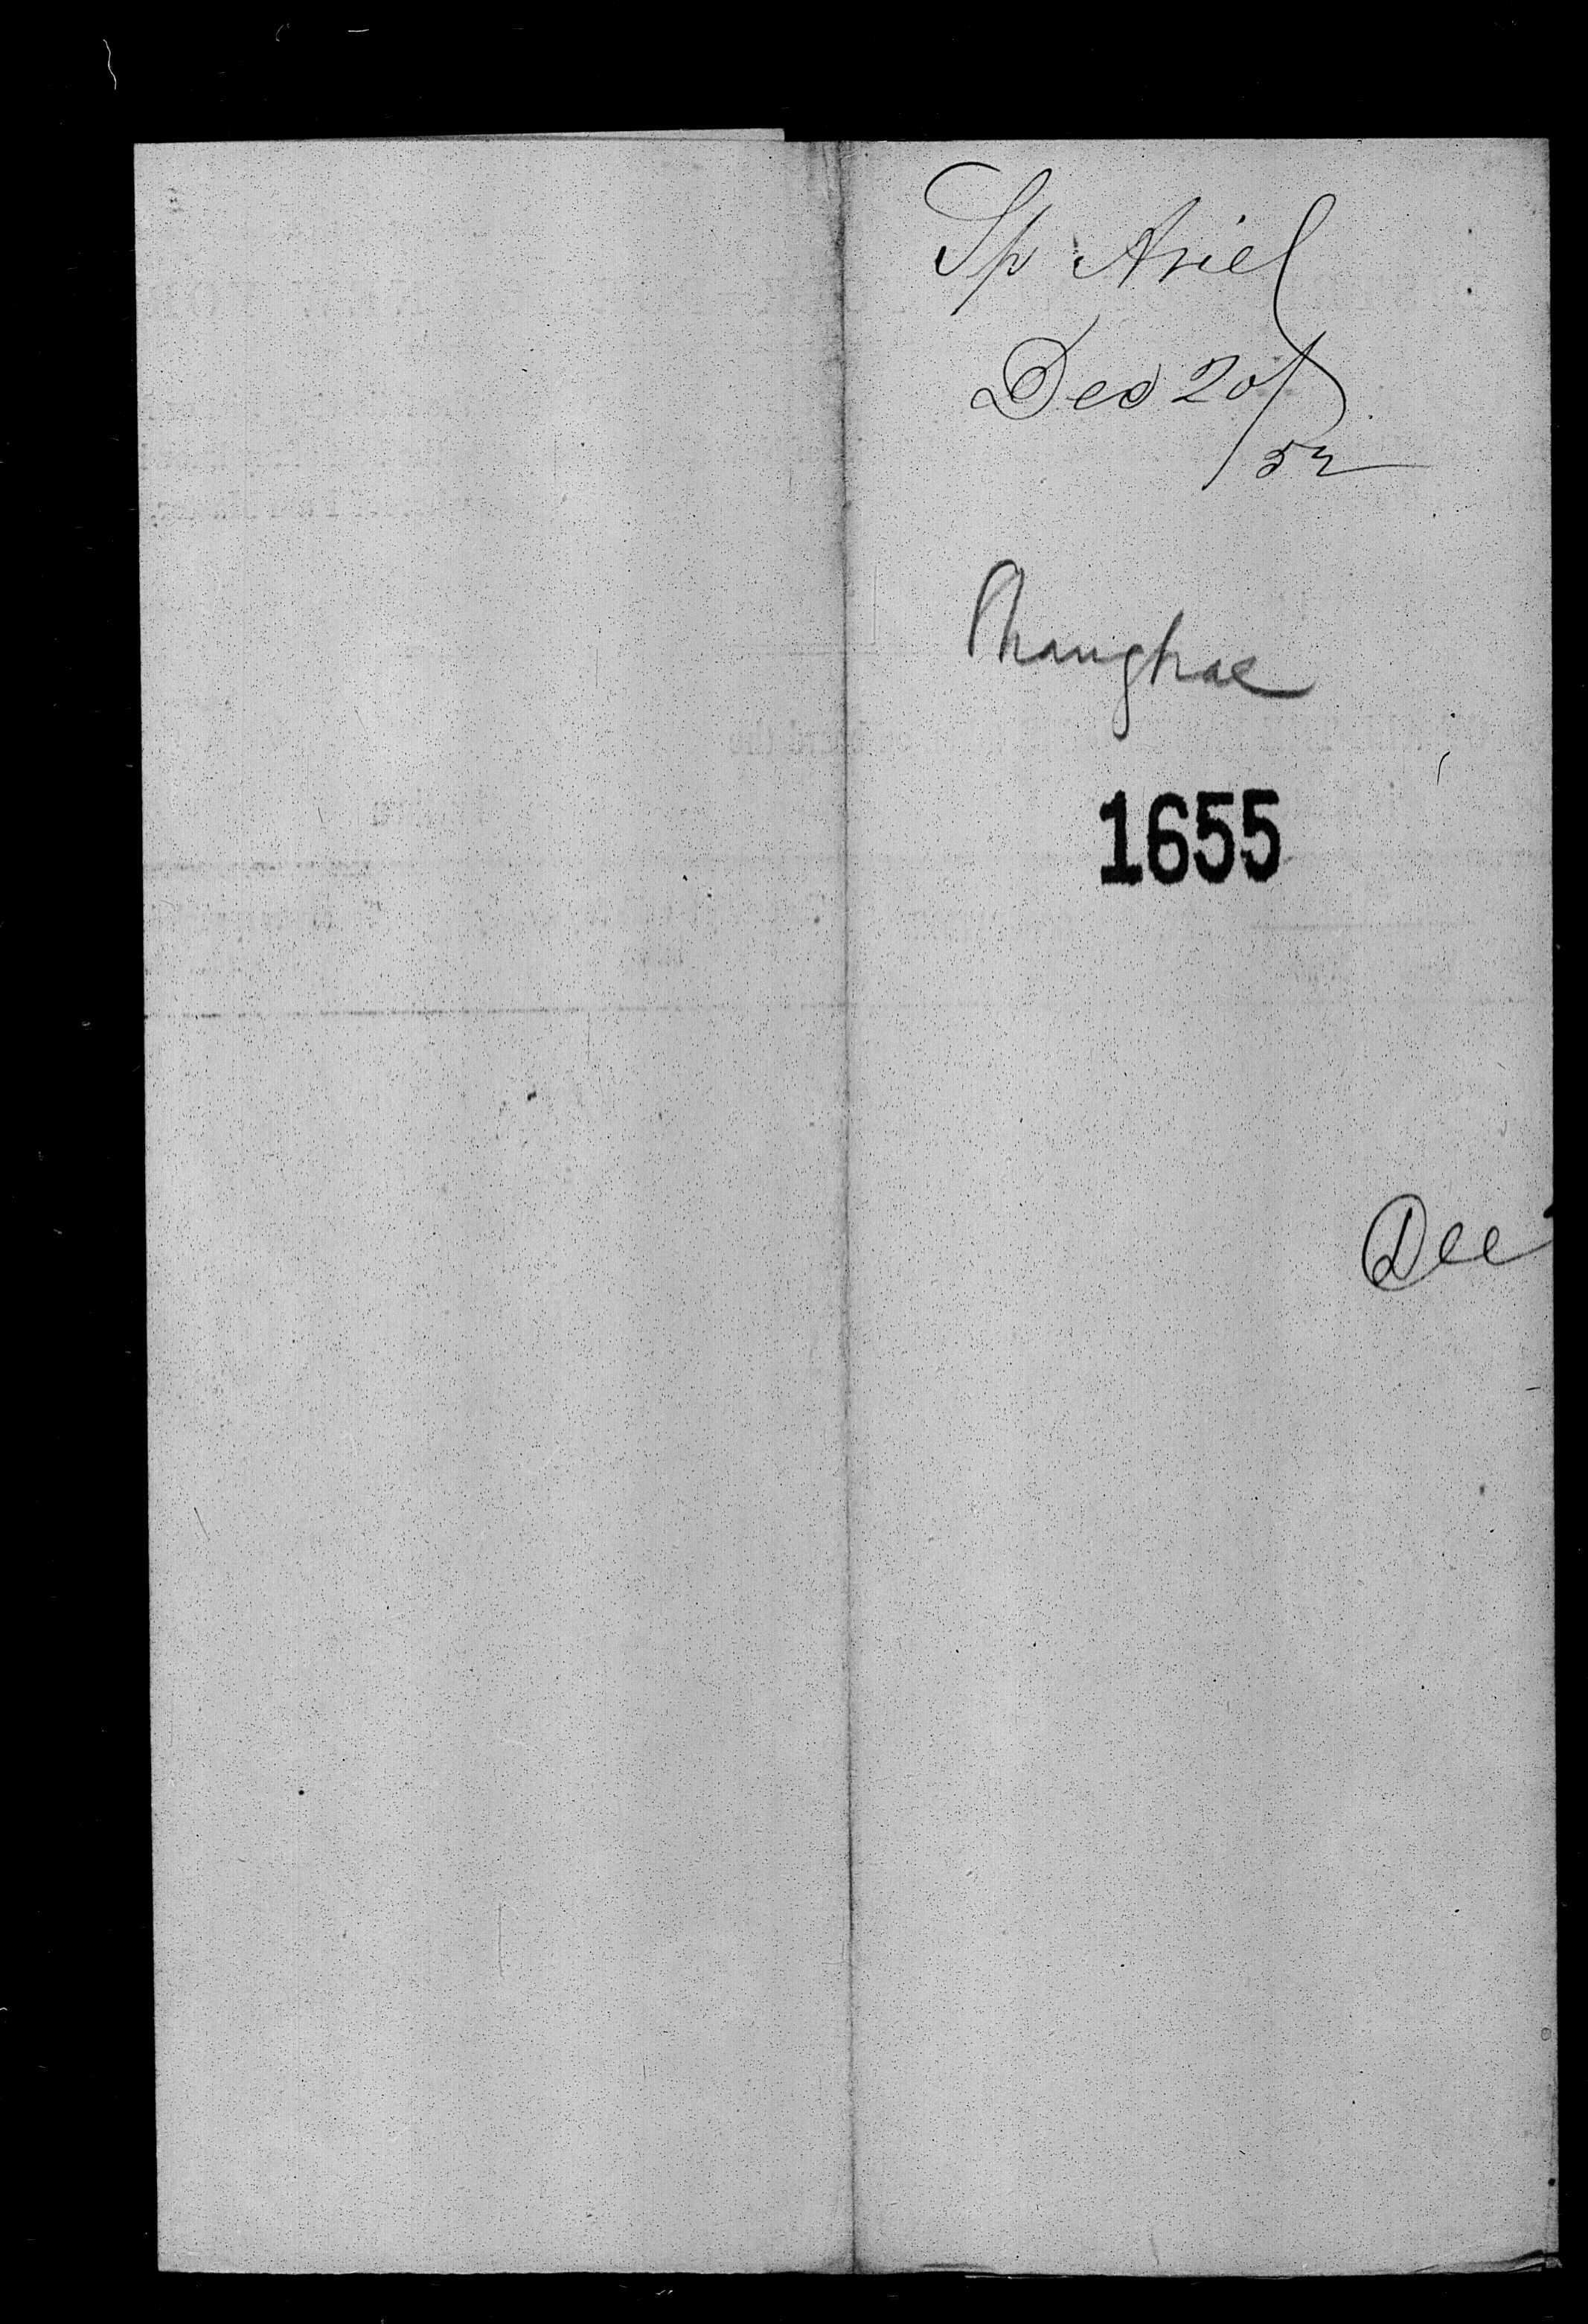 Sp Ariel
Dec 20/
52
Shanghae
1655
Dec